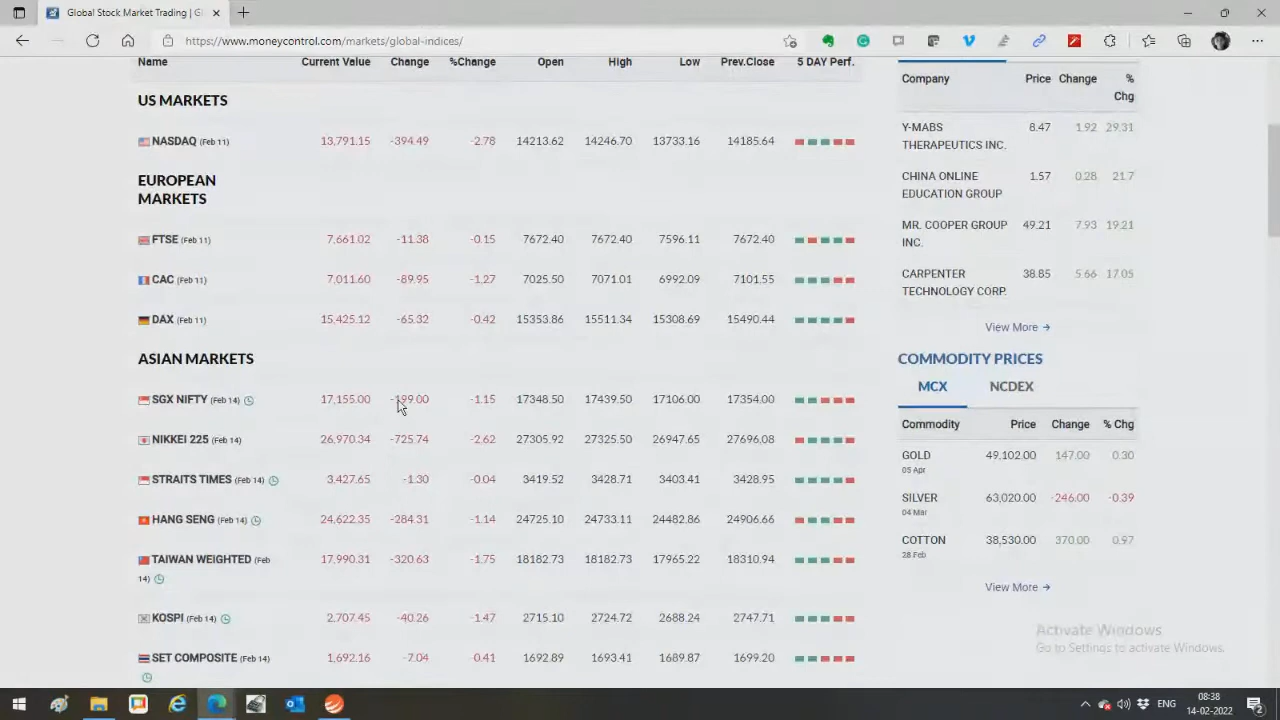 Global Stock Market Trading | Gl
https://www.moneycontrol.com/markets/global-indices/
Name Current Value Change %Change Open High Low Prev.Close 5 DAY Perf.
US MARKETS
NASDAQ (Feb 11) 13,791.15 -394.49 -2.78 14213.62 14246.70 13733.16 14185.64
EUROPEAN
MARKETS
FTSE (Feb 11) 7,661.02 -11.38 -0.15 7672.40 7672.40 7596.11 7672.40
CAC (Feb 11) 7,011.60 -89.95 -1.27 7025.50 7071.01 6992.09 7101.55
DAX (Feb 11) 15,425.12 -65.32 -0.42 15353.86 15511.34 15308.69 15490.44
ASIAN MARKETS
SGX NIFTY (Feb 14) 17,155.00 -199.00 -1.15 17348.50 17439.50 17106.00 17354.00
NIKKEI 225 (Feb 14) 26,970.34 -725.74 -2.62 27305.92 27325.50 26947.65 27696.08
STRAITS TIMES (Feb 14) 3,427.65 -1.30 -0.04 3419.52 3428.71 3403.41 3428.95
HANG SENG (Feb 14) 24,622.35 -284.31 -1.14 24725.10 24733.11 24482.86 24906.66
TAIWAN WEIGHTED (Feb
14) 17,990.31 -320.63 -1.75 18182.73 18182.73 17965.22 18310.94
KOSPI (Feb 14) 2,707.45 -40.26 -1.47 2715.10 2724.72 2688.24 2747.71
SET COMPOSITE (Feb 14) 1,692.16 -7.04 -0.41 1692.89 1693.41 1689.87 1699.20
Company Price Change %
Chg
Y-MABS
THERAPEUTICS INC. 8.47 1.92 29.31
CHINA ONLINE
EDUCATION GROUP 1.57 0.28 21.7
MR. COOPER GROUP
INC. 49.21 7.93 19.21
CARPENTER
TECHNOLOGY CORP. 38.85 5.66 17.05
View More →
COMMODITY PRICES
MCX NCDEX
Commodity Price Change % Chg
GOLD 49,102.00 147.00 0.30
05 Apr
SILVER 63,020.00 -246.00 -0.39
04 Mar
COTTON 38,530.00 370.00 0.97
28 Feb
View More →
Activate Windows
Go to Settings to activate Windows.
ENG
08:38
14-02-2022
2